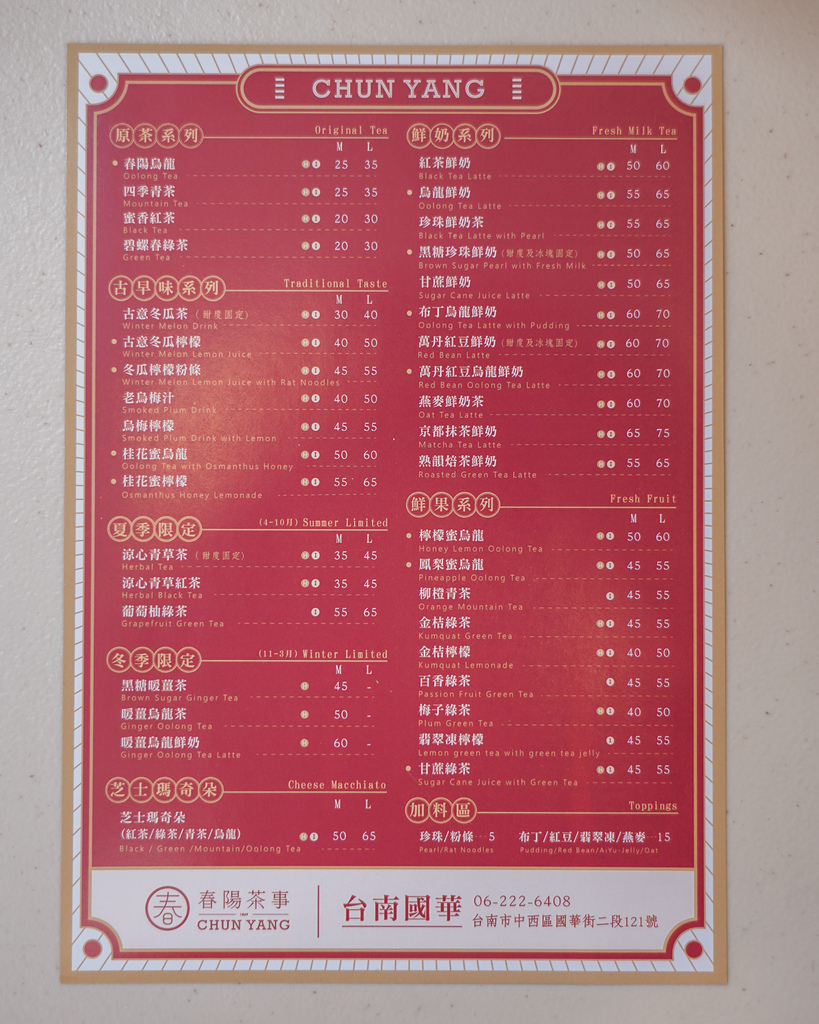 CHUN YANG
原茶系列 Original Tea
M L
春陽烏龍 H I 25 35
Oolong Tea
四季青茶 H I 25 35
Mountain Tea
蜜香紅茶 H I 20 30
Black Tea
碧螺春綠茶 H I 20 30
Green Tea
古早味系列 Traditional Taste
M L
古意冬瓜茶 (甜度固定) H I 30 40
Winter Melon Drink
古意冬瓜檸檬 H I 40 50
Winter Melon Lemon Juice
冬瓜檸檬粉條 H I 45 55
Winter Melon Lemon Juice with Rat Noodles
老烏梅汁 H I 40 50
Smoked Plum Drink
烏梅檸檬 H I 45 55
Smoked Plum Drink with Lemon
桂花蜜烏龍 H I 50 60
Oolong Tea with Osmanthus Honey
桂花蜜檸檬 H I 55 65
Osmanthus Honey Lemonade
夏季限定 (4-10月) Summer Limited
涼心青草茶 (甜度固定) H I 35 45
Herbal Tea
涼心青草紅茶 H I 35 45
Herbal Black Tea
葡萄柚綠茶 I 55 65
Grapefruit Green Tea
冬季限定 (11-3月) Winter Limited
M L
黑糖暖薑茶 H 45 -
Brown Sugar Ginger Tea
暖薑烏龍茶 H 50 -
Ginger Oolong Tea
暖薑烏龍鮮奶 H 60 -
Ginger Oolong Tea Latte
芝士瑪奇朵 Cheese Macchiato
M L
芝士瑪奇朵
(紅茶/綠茶/青茶/烏龍) H I 50 65
Black / Green /Mountain/Oolong Tea
鮮奶系列 Fresh Milk Tea
M L
紅茶鮮奶 H I 50 60
Black Tea Latte
烏龍鮮奶 H I 55 65
Oolong Tea Latte
珍珠鮮奶茶 H I 55 65
Black Tea Latte with Pearl
黑糖珍珠鮮奶 (甜度及冰塊固定) H I 50 65
Brown Sugar Pearl with Fresh Milk
甘蔗鮮奶 H I 50 65
Sugar Cane Juice Latte
布丁烏龍鮮奶 H I 60 70
Oolong Tea Latte with Pudding
萬丹紅豆鮮奶 (甜度及冰塊固定) H I 60 70
Red Bean Latte
萬丹紅豆烏龍鮮奶 H I 60 70
Red Bean Oolong Tea Latte
燕麥鮮奶茶 H I 60 70
Oat Tea Latte
京都抹茶鮮奶 H I 65 75
Matcha Tea Latte
熟韻焙茶鮮奶 H I 55 65
Roasted Green Tea Latte
鮮果系列 Fresh Fruit
M L
檸檬蜜烏龍 H I 50 60
Honey Lemon Oolong Tea
鳳梨蜜烏龍 H I 45 55
Pineapple Oolong Tea
柳橙青茶 I 45 55
Orange Mountain Tea
金桔綠茶 H I 45 55
Kumquat Green Tea
金桔檸檬 H I 40 50
Kumquat Lemonade
百香綠茶 I 45 55
Passion Fruit Green Tea
梅子綠茶 H I 40 50
Plum Green Tea
翡翠凍檸檬 I 45 55
Lemon green tea with green tea jelly
甘蔗綠茶 H I 45 55
Sugar Cane Juice with Green Tea
加料區 Toppings
珍珠/粉條 5 布丁/紅豆/翡翠凍/燕麥 15
Pearl/Rat Noodles Pudding/Red Bean/AiYu-Jelly/Oat
春 春陽茶事
CHUN YANG
台南國華
06-222-6408
台南市中西區國華街二段121號